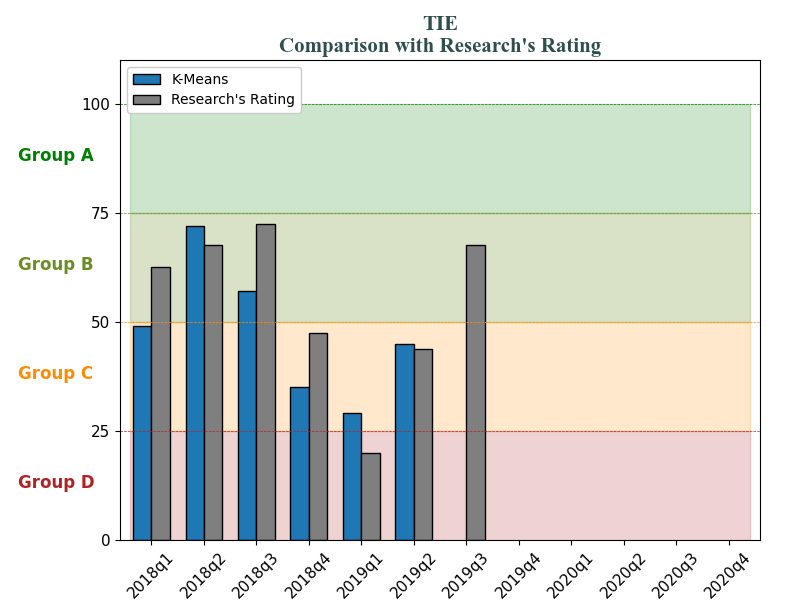 TIE
Comparison with Research's Rating
K-Means
Research's Rating
100
Group A
75
Group B
50
Group C
25
Group D
0
2018q1
2018q2
2018q3
2018q4
2019q1
2019q2
2019q3
2019q4
2020q1
2020q2
2020q3
2020q4